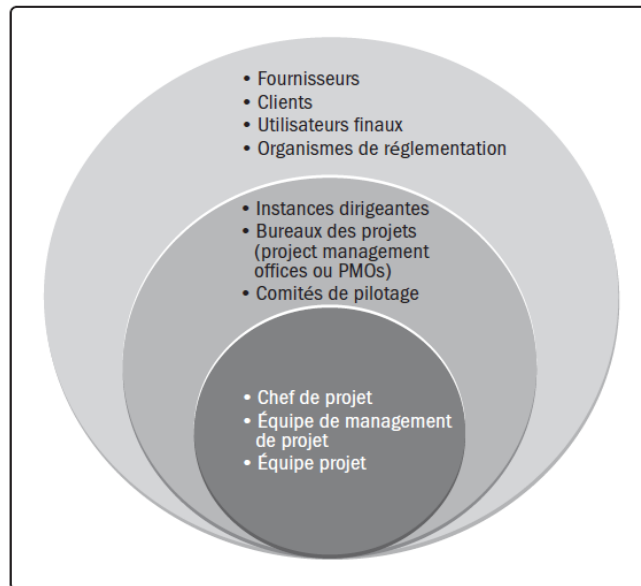 • Fournisseurs
• Clients
• Utilisateurs finaux
• Organismes de réglementation
• Instances dirigeantes
• Bureaux des projets
(project management
offices ou PMOs)
• Comités de pilotage
• Chef de projet
• Équipe de management
de projet
• Équipe projet